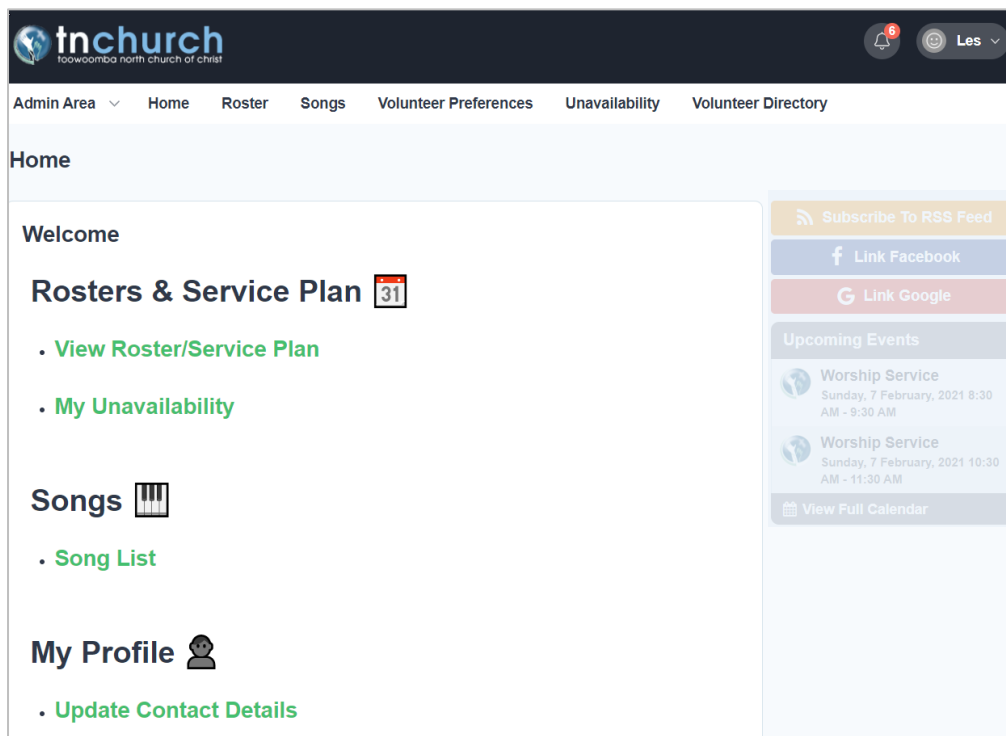 tnchurch
toowoomba north church of christ
6
Les
Admin Area Home Roster Songs Volunteer Preferences Unavailability Volunteer Directory
Home
Welcome
Rosters & Service Plan 31
View Roster/Service Plan
My Unavailability
Songs
Song List
My Profile
Update Contact Details
Subscribe To RSS Feed
Link Facebook
G Link Google
Upcoming Events
Worship Service
Sunday, 7 February, 2021 8:30
AM - 9:30 AM
Worship Service
Sunday, 7 February, 2021 10:30
AM - 11:30 AM
View Full Calendar